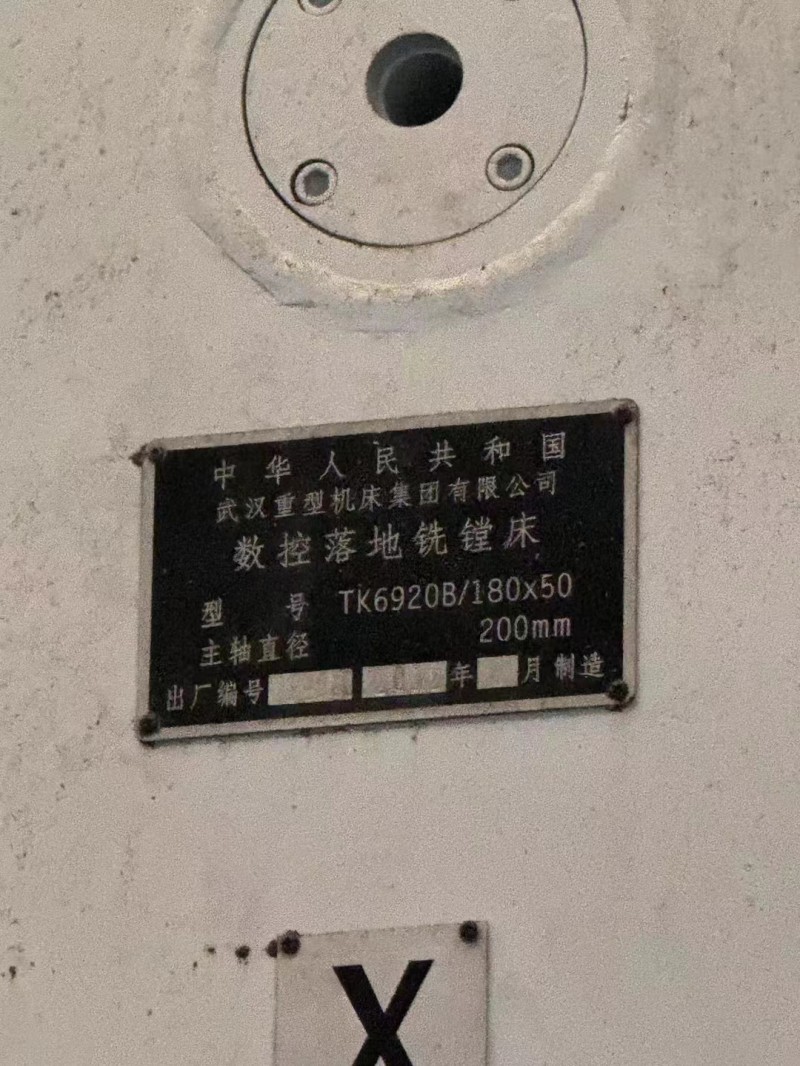 中华人民共和国
武汉重型机床集团有限公司
数控落地铣镗床
型 号 TK6920B/180x50
主轴直径 200mm
出厂编号 年 月制造
X